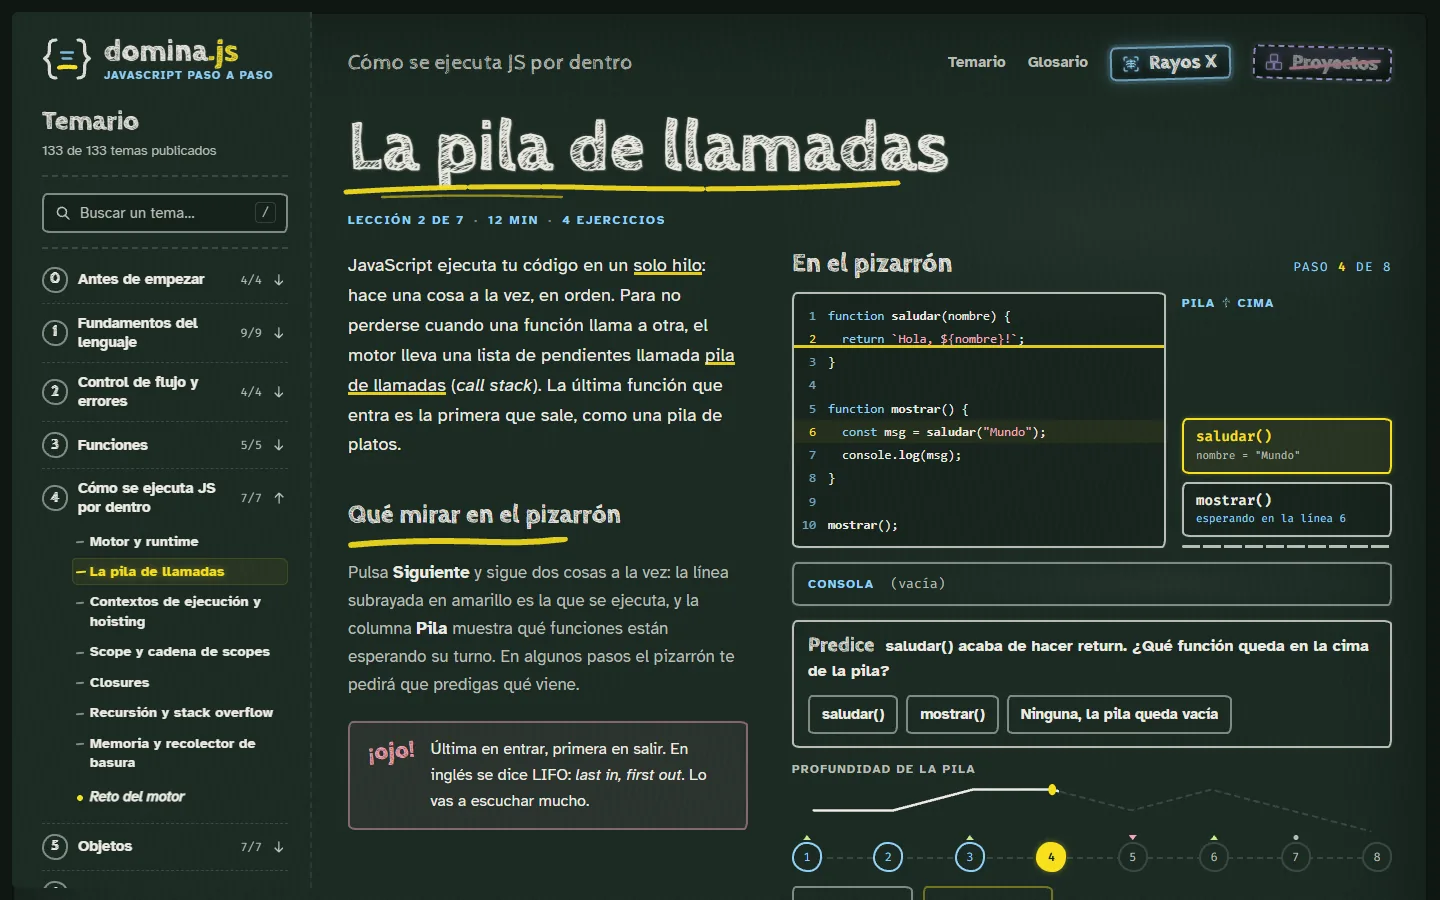 domina.js
JAVASCRIPT PASO A PASO
Temario
133 de 133 temas publicados
Buscar un tema... /
0 Antes de empezar 4/4 ↓
1 Fundamentos del lenguaje 9/9 ↓
2 Control de flujo y errores 4/4 ↓
3 Funciones 5/5 ↓
4 Cómo se ejecuta JS por dentro 7/7 ↑
– Motor y runtime
– La pila de llamadas
– Contextos de ejecución y hoisting
– Scope y cadena de scopes
– Closures
– Recursión y stack overflow
– Memoria y recolector de basura
• Reto del motor
5 Objetos 7/7 ↓
Cómo se ejecuta JS por dentro
Temario
Glosario
Rayos X
Proyectos
La pila de llamadas
LECCIÓN 2 DE 7 · 12 MIN · 4 EJERCICIOS
JavaScript ejecuta tu código en un solo hilo:
hace una cosa a la vez, en orden. Para no
perderse cuando una función llama a otra, el
motor lleva una lista de pendientes llamada pila
de llamadas (call stack). La última función que
entra es la primera que sale, como una pila de
platos.
Qué mirar en el pizarrón
Pulsa Siguiente y sigue dos cosas a la vez: la línea
subrayada en amarillo es la que se ejecuta, y la
columna Pila muestra qué funciones están
esperando su turno. En algunos pasos el pizarrón te
pedirá que predigas qué viene.
¡ojo!
Última en entrar, primera en salir. En
inglés se dice LIFO: last in, first out. Lo
vas a escuchar mucho.
En el pizarrón
PASO 4 DE 8
1 function saludar(nombre) {
2   return `Hola, ${nombre}!`;
3 }
4
5 function mostrar() {
6   const msg = saludar("Mundo");
7   console.log(msg);
8 }
9
10 mostrar();
PILA ↑ CIMA
saludar()
nombre = "Mundo"
mostrar()
esperando en la línea 6
CONSOLA (vacía)
Predice saludar() acaba de hacer return. ¿Qué función queda en la cima
de la pila?
saludar()
mostrar()
Ninguna, la pila queda vacía
PROFUNDIDAD DE LA PILA
1 2 3 4 5 6 7 8